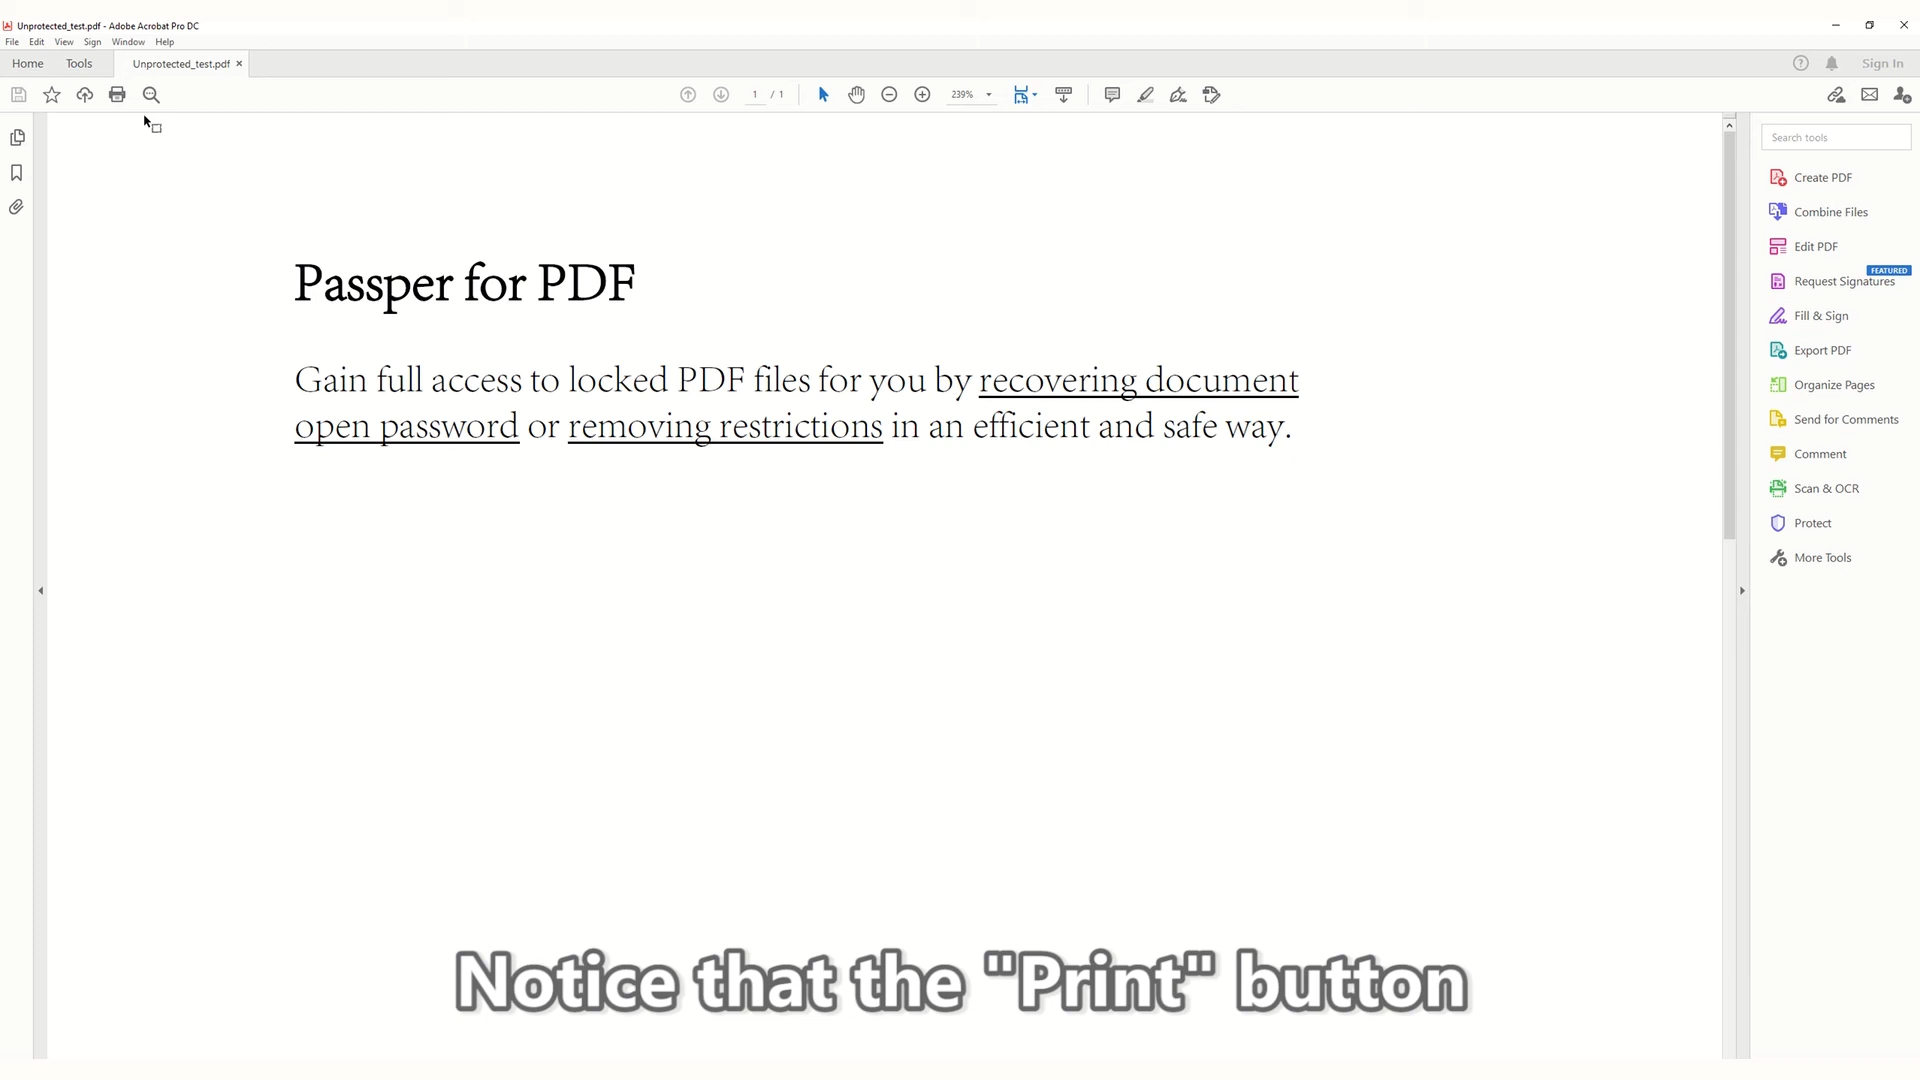 Unprotected_test.pdf - Adobe Acrobat Pro DC
File Edit View Sign Window Help
Home Tools Unprotected_test.pdf × Sign In
1 / 1 239%
Search tools
Create PDF
Combine Files
Edit PDF
FEATURED
Request Signatures
Fill & Sign
Export PDF
Organize Pages
Send for Comments
Comment
Scan & OCR
Protect
More Tools
Passper for PDF
Gain full access to locked PDF files for you by recovering document
open password or removing restrictions in an efficient and safe way.
Notice that the "Print" button